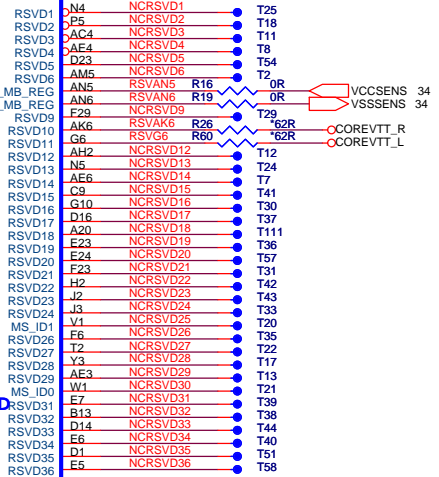 RSVD1 N4 NCRSVD1 T25
RSVD2 P5 NCRSVD2 T18
RSVD3 AC4 NCRSVD3 T11
RSVD4 AE4 NCRSVD4 T8
RSVD5 D23 NCRSVD5 T54
RSVD6 AM5 NCRSVD6 T2
_MB_REG AN5 RSVAN5 R16 0R VCCSENS 34
_MB_REG AN6 RSVAN6 R19 0R VSSSENS 34
RSVD9 F29 NCRSVD9 T29
RSVD10 AK6 RSVAK6 R26 *62R COREVTT_R
RSVD11 G6 RSVG6 R60 *62R COREVTT_L
RSVD12 AH2 NCRSVD12 T12
RSVD13 N5 NCRSVD13 T24
RSVD14 AE6 NCRSVD14 T7
RSVD15 C9 NCRSVD15 T41
RSVD16 G10 NCRSVD16 T30
RSVD17 D16 NCRSVD17 T37
RSVD18 A20 NCRSVD18 T111
RSVD19 E23 NCRSVD19 T36
RSVD20 E24 NCRSVD20 T57
RSVD21 F23 NCRSVD21 T31
RSVD22 H2 NCRSVD22 T42
RSVD23 J2 NCRSVD23 T43
RSVD24 J3 NCRSVD24 T33
MS_ID1 V1 NCRSVD25 T20
RSVD26 F6 NCRSVD26 T35
RSVD27 T2 NCRSVD27 T22
RSVD28 Y3 NCRSVD28 T17
RSVD29 AE3 NCRSVD29 T13
MS_ID0 W1 NCRSVD30 T21
RSVD31 E7 NCRSVD31 T39
RSVD32 B13 NCRSVD32 T38
RSVD33 D14 NCRSVD33 T44
RSVD34 E6 NCRSVD34 T40
RSVD35 D1 NCRSVD35 T51
RSVD36 E5 NCRSVD36 T58